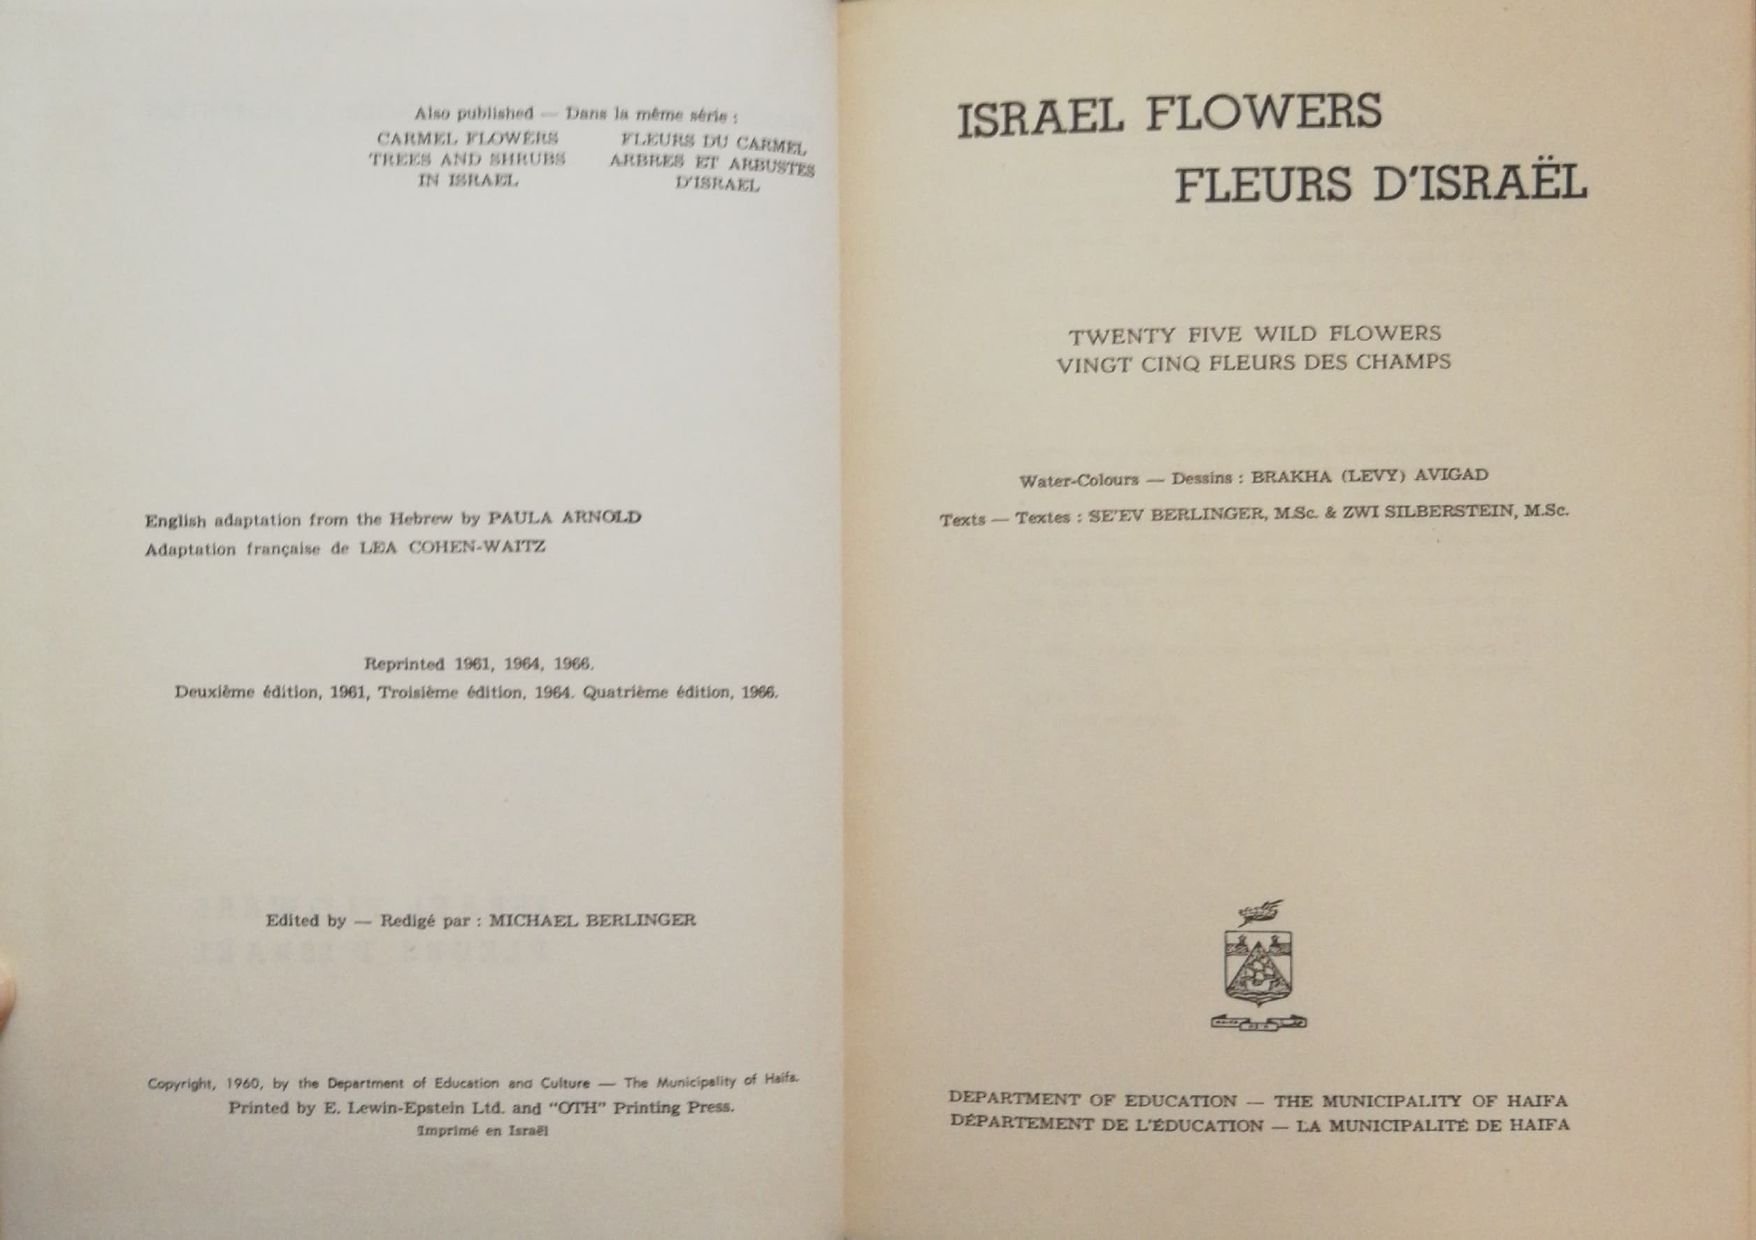 Also published — Dans la même série :
CARMEL FLOWERS FLEURS DU CARMEL
TREES AND SHRUBS ARBRES ET ARBUSTES
IN ISRAEL D'ISRAEL
English adaptation from the Hebrew by PAULA ARNOLD
Adaptation française de LEA COHEN-WAITZ
Reprinted 1961, 1964, 1966.
Deuxième édition, 1961, Troisième édition, 1964. Quatrième édition, 1966.
Edited by — Redigé par : MICHAEL BERLINGER
Copyright, 1960, by the Department of Education and Culture — The Municipality of Haifa.
Printed by E. Lewin-Epstein Ltd. and "OTH" Printing Press.
Imprimé en Israël
ISRAEL FLOWERS
FLEURS D'ISRAËL
TWENTY FIVE WILD FLOWERS
VINGT CINQ FLEURS DES CHAMPS
Water-Colours — Dessins : BRAKHA (LEVY) AVIGAD
Texts — Textes : SE'EV BERLINGER, M.Sc. & ZWI SILBERSTEIN, M.Sc.
DEPARTMENT OF EDUCATION — THE MUNICIPALITY OF HAIFA
DÉPARTEMENT DE L'ÉDUCATION — LA MUNICIPALITÉ DE HAIFA